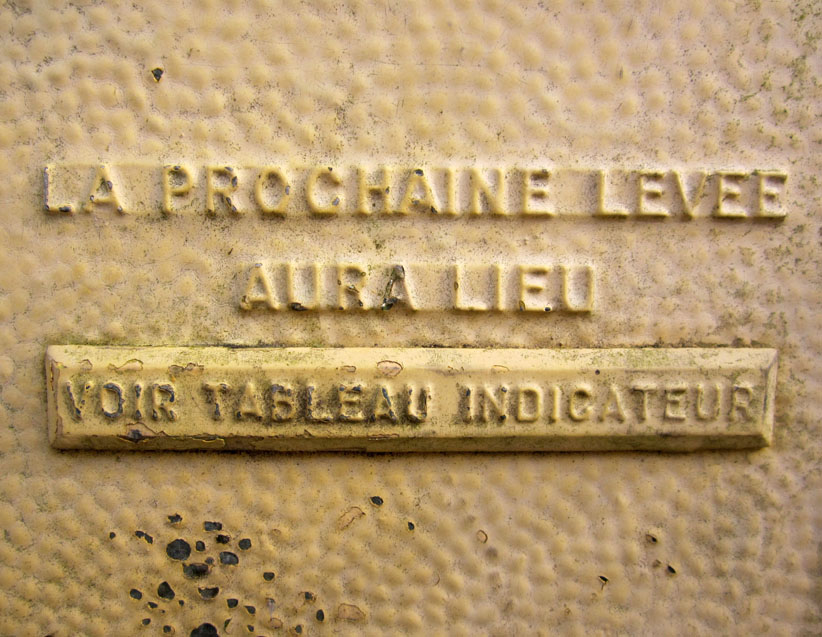 LA PROCHAINE LEVEE
AURA LIEU
VOIR TABLEAU INDICATEUR